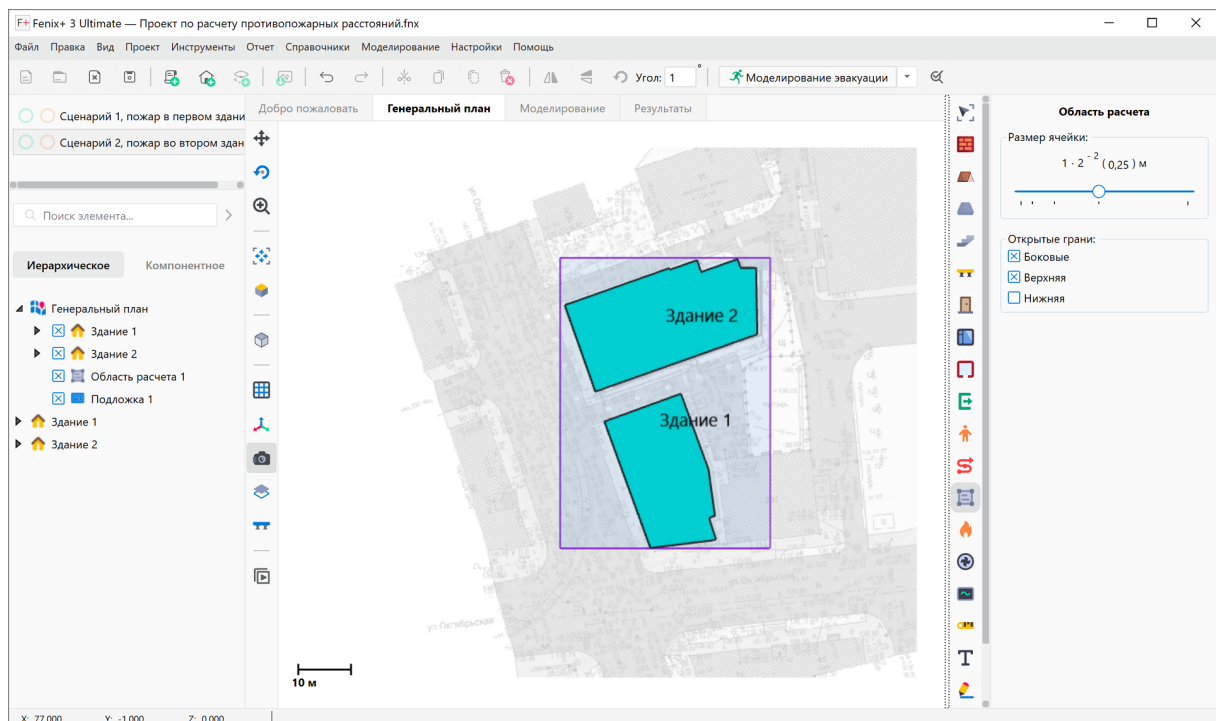 F+ Fenix+ 3 Ultimate — Проект по расчету противопожарных расстояний.fnx
Файл Правка Вид Проект Инструменты Отчет Справочники Моделирование Настройки Помощь
Угол: 1 ° Моделирование эвакуации
Сценарий 1, пожар в первом здани
Сценарий 2, пожар во втором здан
Добро пожаловать Генеральный план Моделирование Результаты
Поиск элемента...
Иерархическое Компонентное
Генеральный план
Здание 1
Здание 2
Область расчета 1
Подложка 1
Здание 1
Здание 2
Здание 2
Здание 1
ул.Октябрьская
ул Октябрьская
10 м
Область расчета
Размер ячейки:
1 · 2⁻² (0,25) м
Открытые грани:
Боковые
Верхняя
Нижняя
X: 77,000 Y: -1,000 Z: 0,000